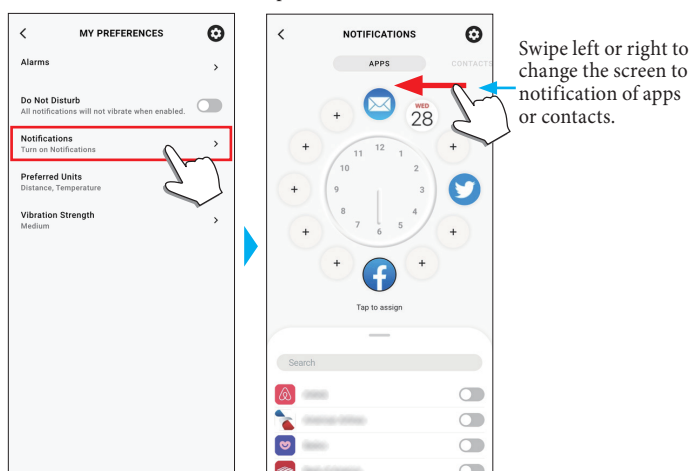 MY PREFERENCES
Alarms
>
Do Not Disturb
All notifications will not vibrate when enabled.
Notifications
Turn on Notifications
>
Preferred Units
Distance, Temperature
Vibration Strength
Medium
>
NOTIFICATIONS
APPS
CONTACTS
WED
28
+
+
+
+
+
+
+
+
12
1
2
3
4
5
6
7
8
9
10
11
Tap to assign
Search
Swipe left or right to
change the screen to
notification of apps
or contacts.